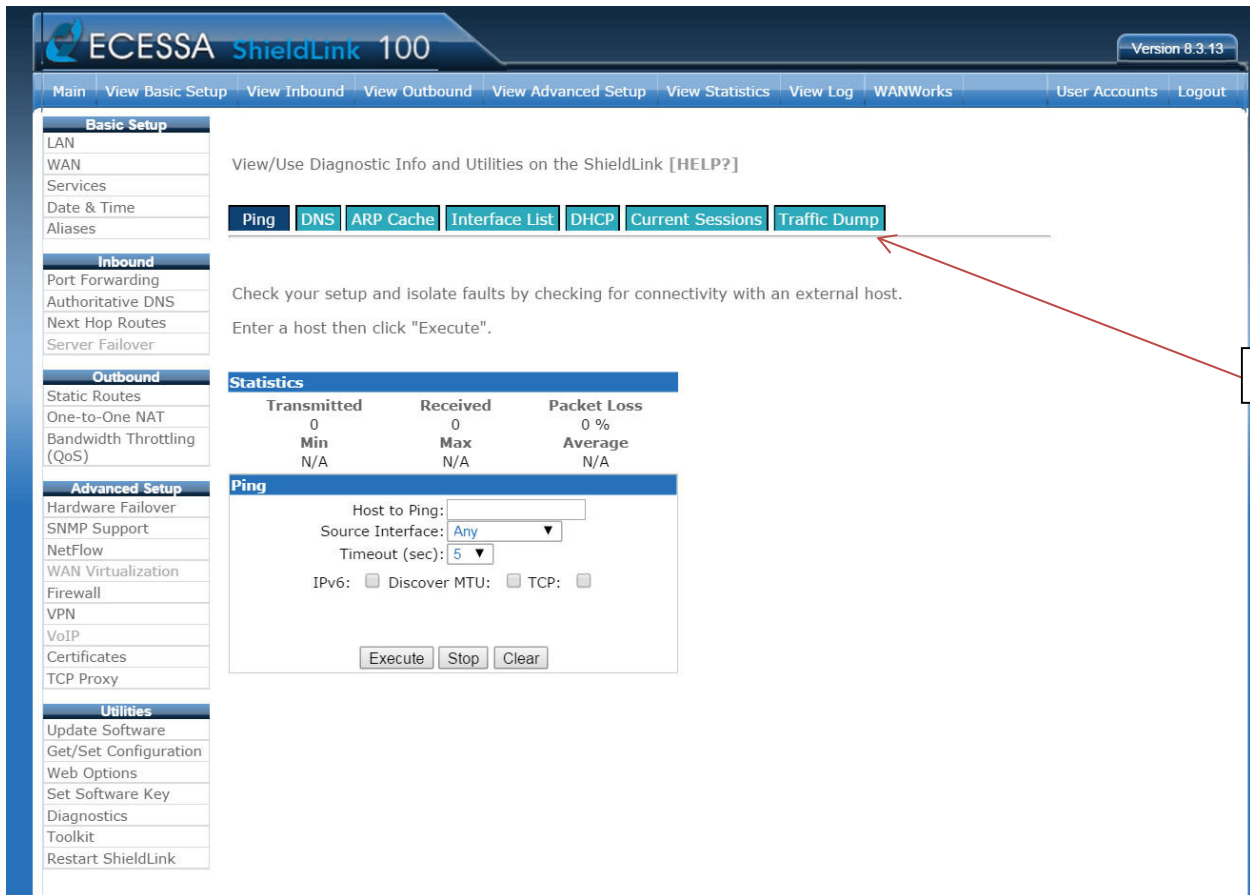 ECESSA ShieldLink 100
Version 8.3.13
Main View Basic Setup View Inbound View Outbound View Advanced Setup View Statistics View Log WANWorks User Accounts Logout
Basic Setup
LAN
WAN
Services
Date & Time
Aliases
Inbound
Port Forwarding
Authoritative DNS
Next Hop Routes
Server Failover
Outbound
Static Routes
One-to-One NAT
Bandwidth Throttling
(QoS)
Advanced Setup
Hardware Failover
SNMP Support
NetFlow
WAN Virtualization
Firewall
VPN
VoIP
Certificates
TCP Proxy
Utilities
Update Software
Get/Set Configuration
Web Options
Set Software Key
Diagnostics
Toolkit
Restart ShieldLink
View/Use Diagnostic Info and Utilities on the ShieldLink [HELP?]
Ping DNS ARP Cache Interface List DHCP Current Sessions Traffic Dump
Check your setup and isolate faults by checking for connectivity with an external host.
Enter a host then click "Execute".
Statistics
Transmitted Received Packet Loss
0 0 0 %
Min Max Average
N/A N/A N/A
Ping
Host to Ping:
Source Interface: Any
Timeout (sec): 5
IPv6: Discover MTU: TCP:
Execute Stop Clear